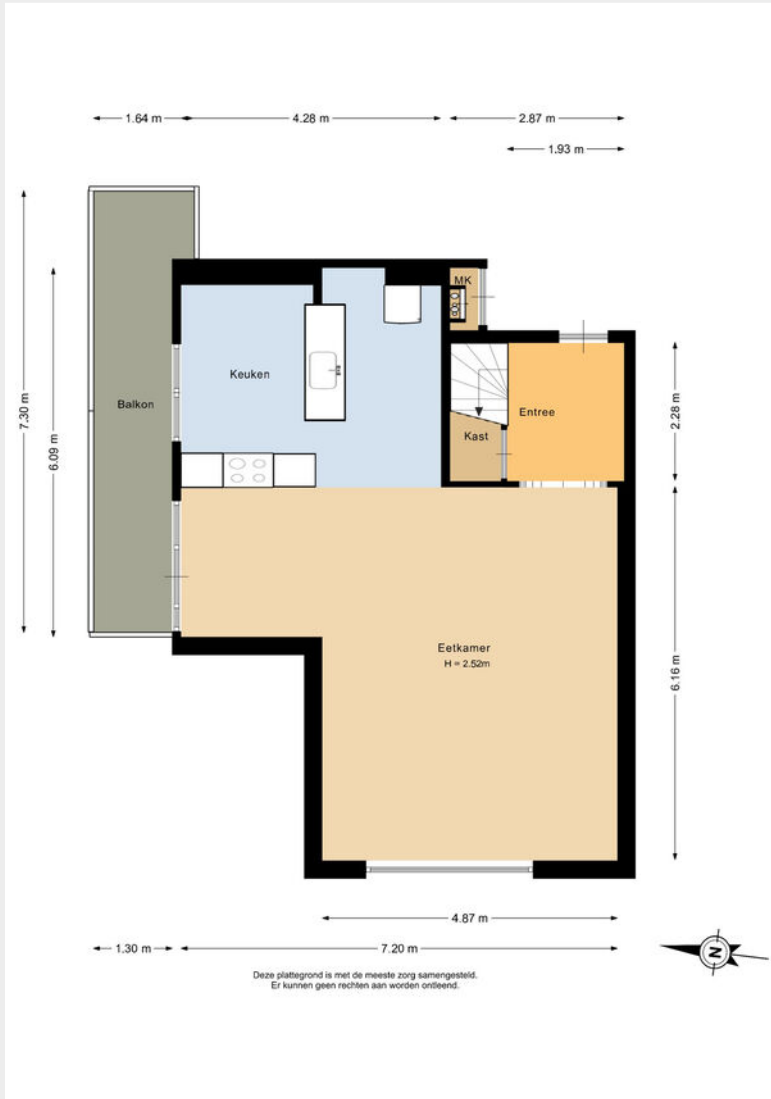 1.64 m
4.28 m
2.87 m
1.93 m
MK
Keuken
Balkon
Entree
Kast
7.30 m
6.09 m
2.28 m
Eetkamer
H = 2.52m
6.16 m
4.87 m
1.30 m
7.20 m
N
Deze plattegrond is met de meeste zorg samengesteld.
Er kunnen geen rechten aan worden ontleend.